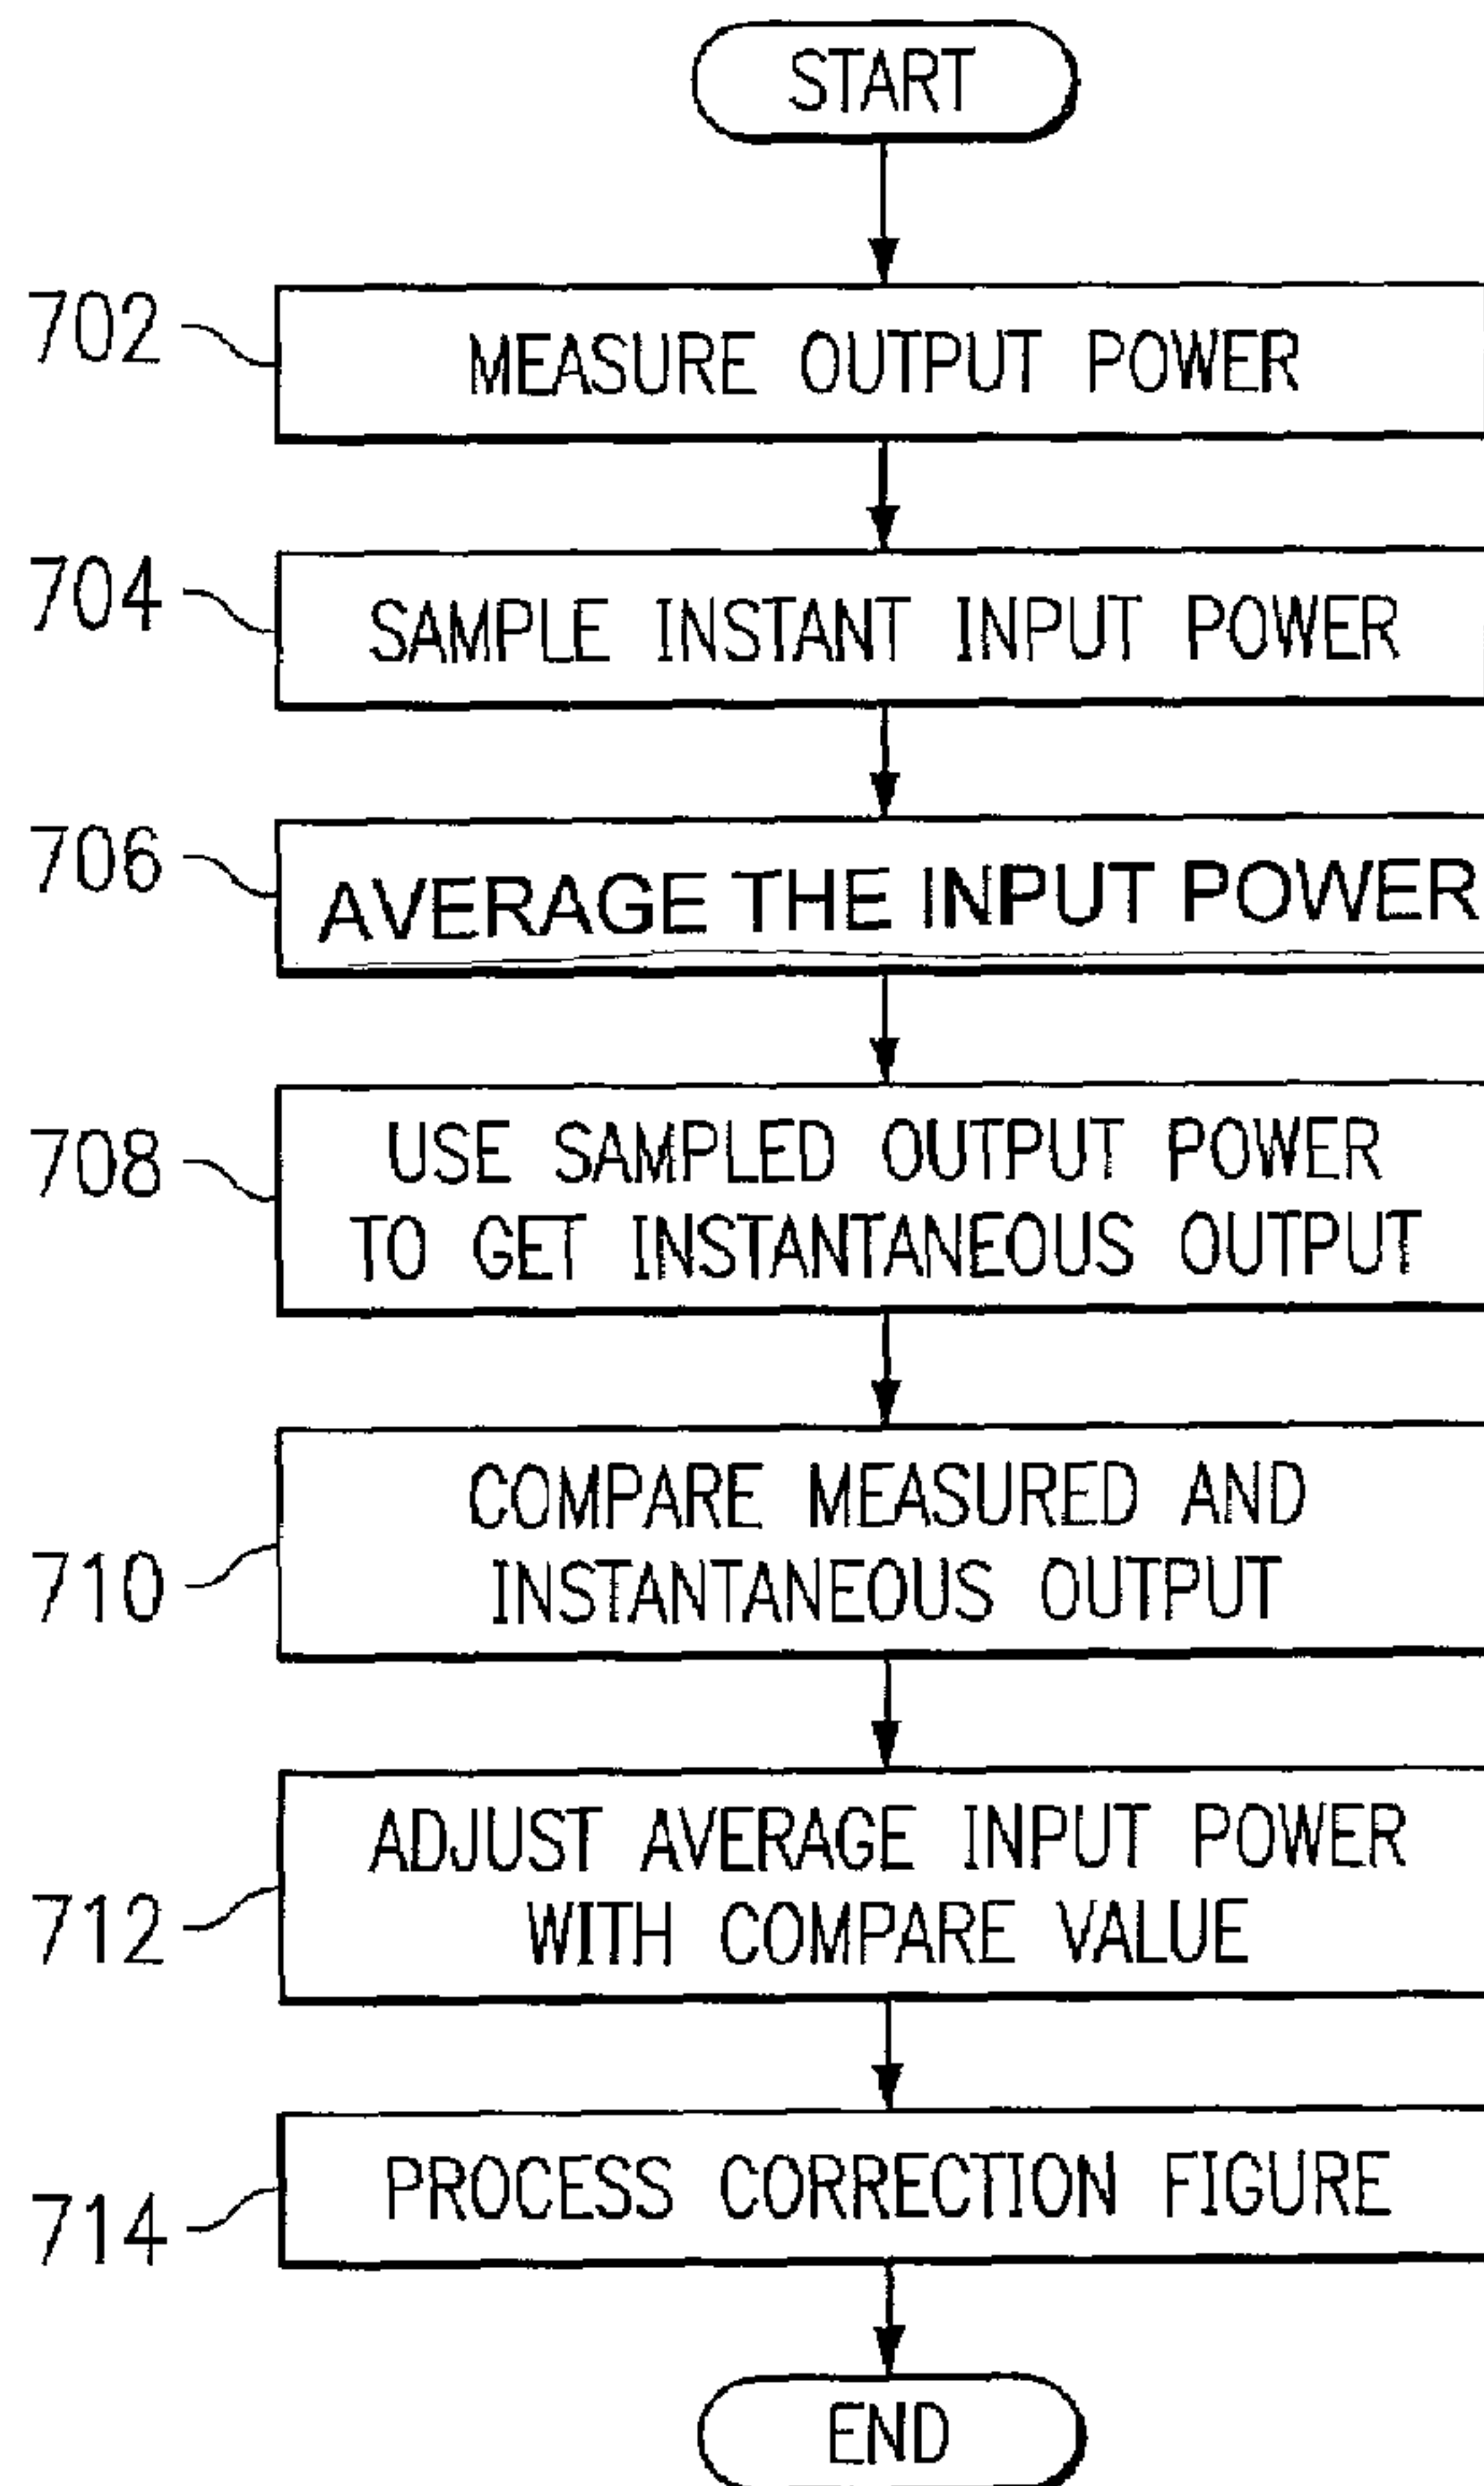 START
702
MEASURE OUTPUT POWER
704
SAMPLE INSTANT INPUT POWER
706
AVERAGE THE INPUT POWER
708
USE SAMPLED OUTPUT POWER
TO GET INSTANTANEOUS OUTPUT
710
COMPARE MEASURED AND
INSTANTANEOUS OUTPUT
712
ADJUST AVERAGE INPUT POWER
WITH COMPARE VALUE
714
PROCESS CORRECTION FIGURE
END